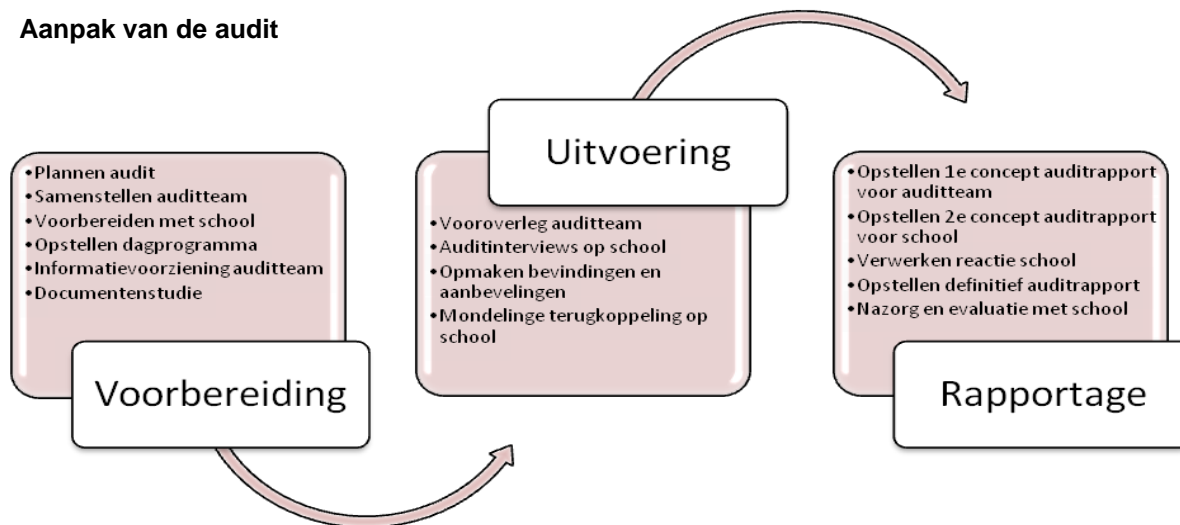 Aanpak van de audit
• Plannen audit
• Samenstellen auditteam
• Voorbereiden met school
• Opstellen dagprogramma
• Informatievoorziening auditteam
• Documentenstudie
Voorbereiding
Uitvoering
• Vooroverleg auditteam
• Auditinterviews op school
• Opmaken bevindingen en
aanbevelingen
• Mondelinge terugkoppeling op
school
• Opstellen 1e concept auditrapport
voor auditteam
• Opstellen 2e concept auditrapport
voor school
• Verwerken reactie school
• Opstellen definitief auditrapport
• Nazorg en evaluatie met school
Rapportage